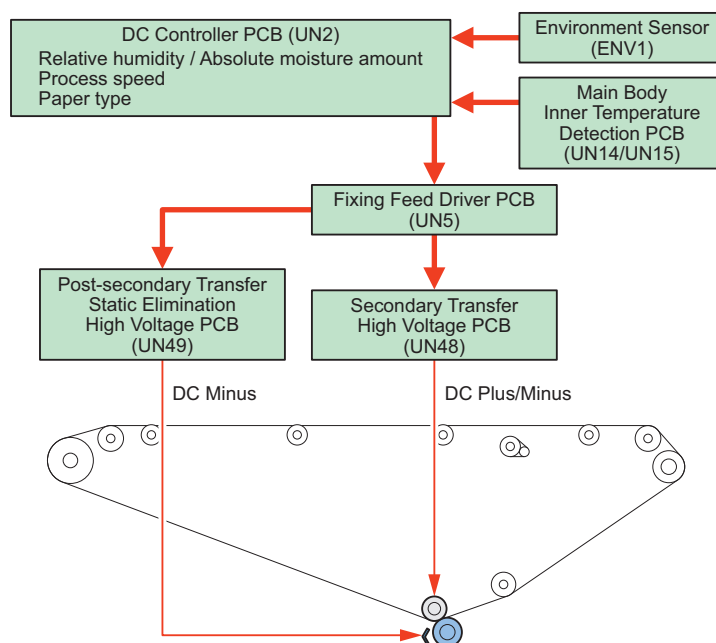 DC Controller PCB (UN2)
Relative humidity / Absolute moisture amount
Process speed
Paper type
Environment Sensor
(ENV1)
Main Body
Inner Temperature
Detection PCB
(UN14/UN15)
Fixing Feed Driver PCB
(UN5)
Post-secondary Transfer
Static Elimination
High Voltage PCB
(UN49)
Secondary Transfer
High Voltage PCB
(UN48)
DC Minus
DC Plus/Minus